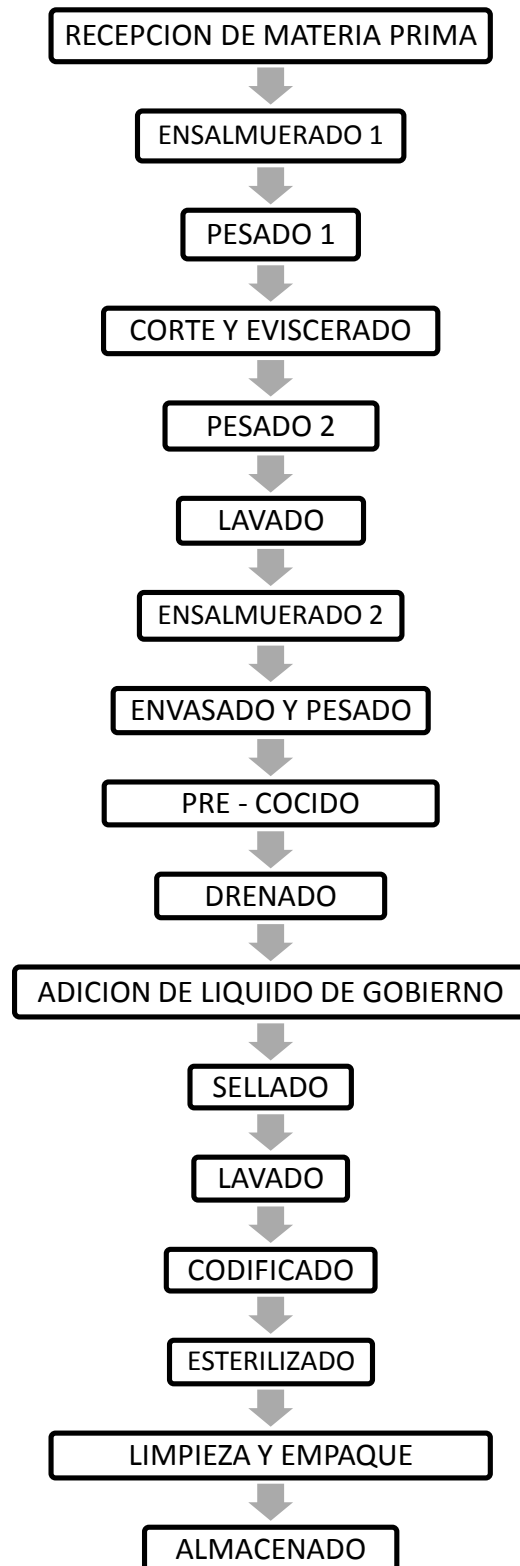 RECEPCION DE MATERIA PRIMA
ENSALMUERADO 1
PESADO 1
CORTE Y EVISCERADO
PESADO 2
LAVADO
ENSALMUERADO 2
ENVASADO Y PESADO
PRE - COCIDO
DRENADO
ADICION DE LIQUIDO DE GOBIERNO
SELLADO
LAVADO
CODIFICADO
ESTERILIZADO
LIMPIEZA Y EMPAQUE
ALMACENADO